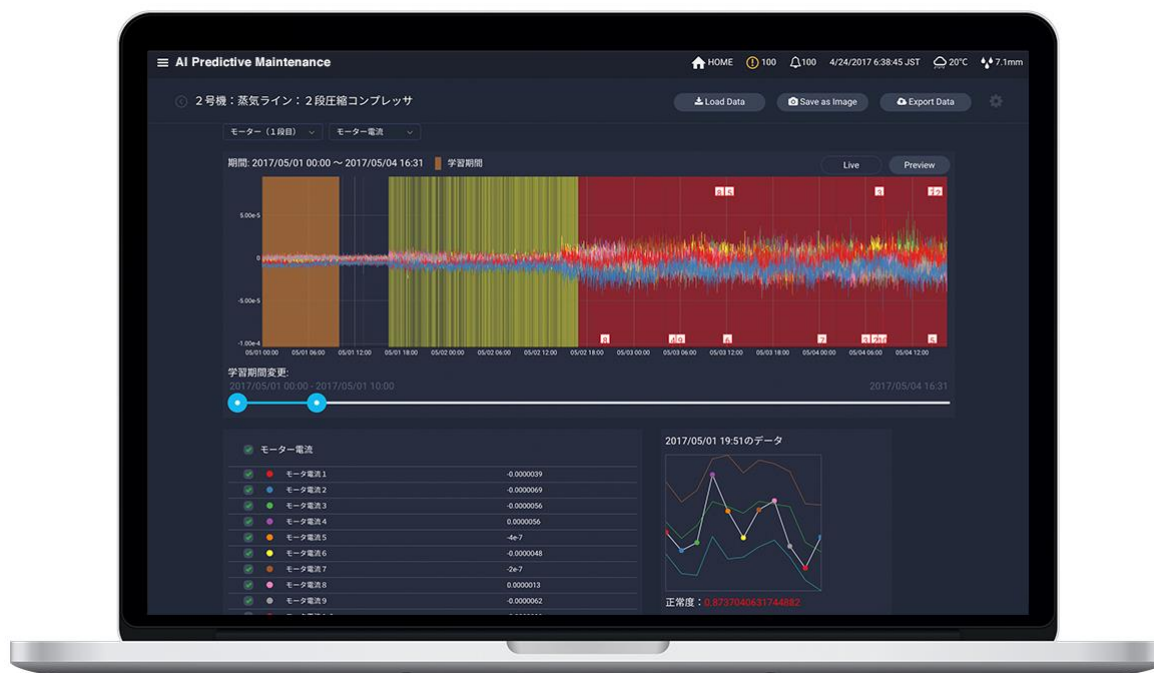 AI Predictive Maintenance
HOME 100 100 4/24/2017 6:38:45 JST 20°C 7.1mm
2号機：蒸気ライン：2段圧縮コンプレッサ
Load Data Save as Image Export Data
モーター（1段目） モーター電流
期間: 2017/05/01 00:00 ～ 2017/05/04 16:31 学習期間
Live Preview
8 5 3
5.00e-5
0
-5.00e-5
-1.00e-4
05/01 00:00 05/01 06:00 05/01 12:00 05/01 18:00 05/02 00:00 05/02 06:00 05/02 12:00 05/02 18:00 05/03 00:00 05/03 06:00 05/03 12:00 05/03 18:00 05/04 00:00 05/04 06:00 05/04 12:00
学習期間変更:
2017/05/01 00:00 - 2017/05/01 10:00 2017/05/04 16:31
モーター電流
モータ電流1 -0.0000039
モータ電流2 -0.0000069
モータ電流3 -0.0000056
モータ電流4 0.0000056
モータ電流5 -4e-7
モータ電流6 -0.0000048
モータ電流7 -2e-7
モータ電流8 0.0000013
モータ電流9 -0.0000062
2017/05/01 19:51のデータ
正常度：0.8737040631744882